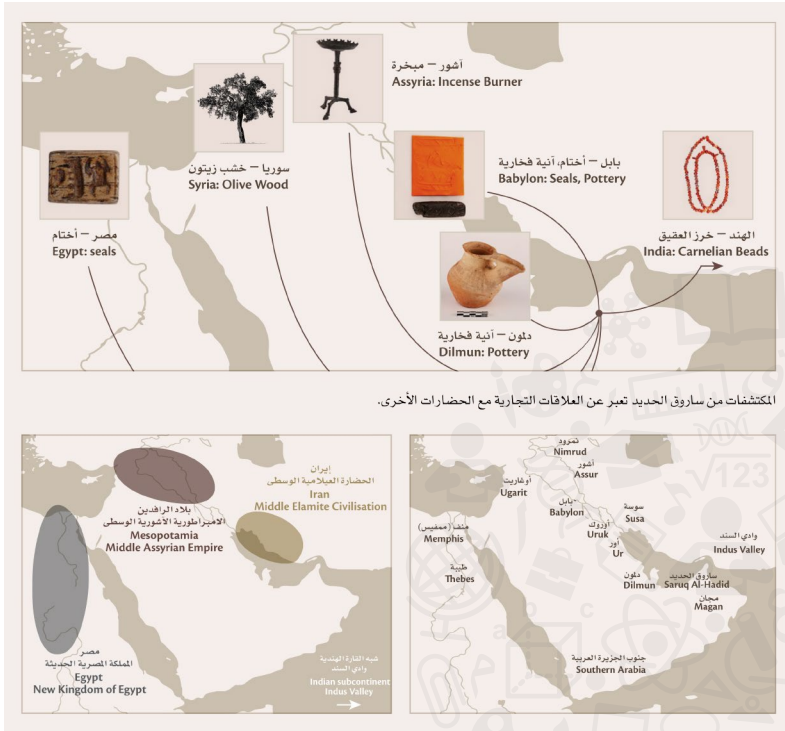 آشور – مبخرة
Assyria: Incense Burner
سوريا – خشب زيتون
Syria: Olive Wood
بابل – أختام، آنية فخارية
Babylon: Seals, Pottery
مصر – أختام
Egypt: seals
الهند – خرز العقيق
India: Carnelian Beads
دلمون – آنية فخارية
Dilmun: Pottery
المكتشفات من ساروق الحديد تعبر عن العلاقات التجارية مع الحضارات الأخرى.
إيران
الحضارة العيلامية الوسطى
Iran
Middle Elamite Civilisation
بلاد الرافدين
الامبراطورية الآشورية الوسطى
Mesopotamia
Middle Assyrian Empire
مصر
المملكة المصرية الحديثة
Egypt
New Kingdom of Egypt
شبه القارة الهندية
وادي السند
Indian subcontinent
Indus Valley
نمرود
Nimrud
آشور
Assur
أوغاريت
Ugarit
بابل
Babylon
سوسة
Susa
أوروك
Uruk
أور
Ur
منف (ممفيس)
Memphis
وادي السند
Indus Valley
طيبة
Thebes
دلمون
Dilmun
ساروق الحديد
Saruq Al-Hadid
مجان
Magan
جنوب الجزيرة العربية
Southern Arabia
√123
b
c
a